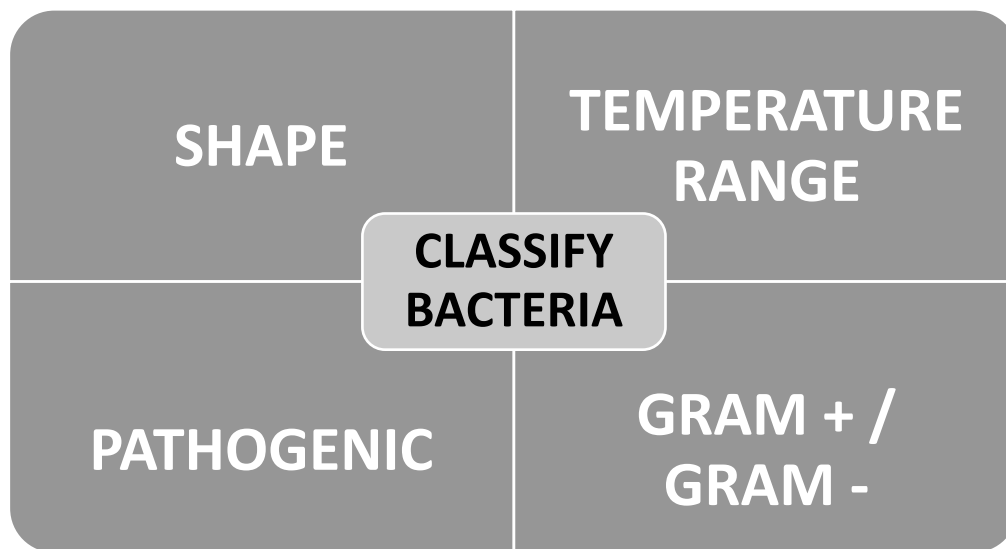 SHAPE
TEMPERATURE
RANGE
CLASSIFY
BACTERIA
PATHOGENIC
GRAM + /
GRAM -